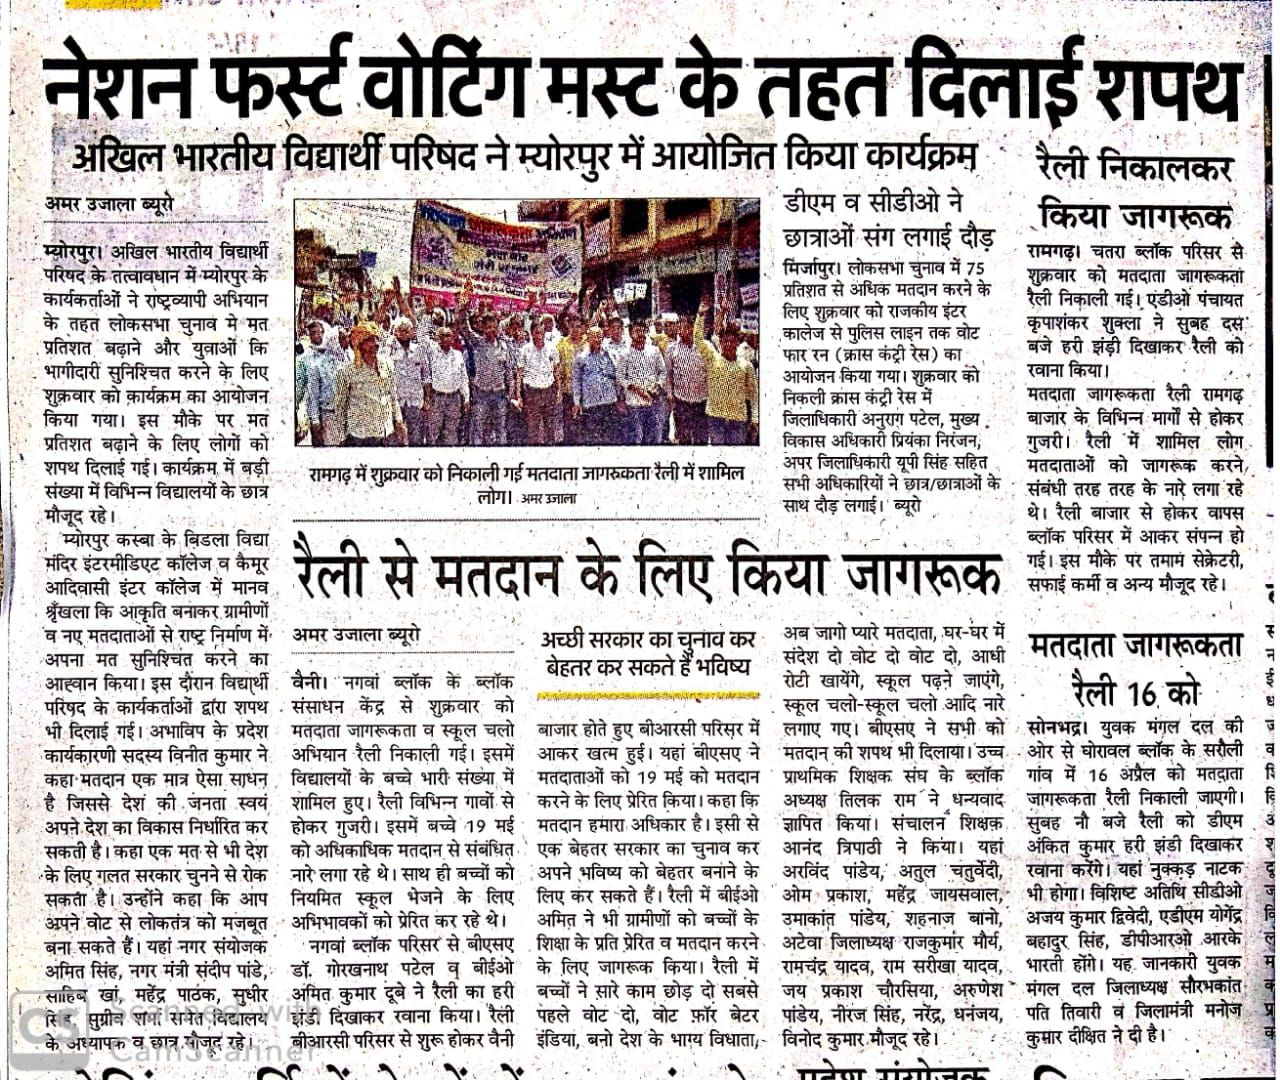 नेशन फर्स्ट वोटिंग मस्ट के तहत दिलाई शपथ
अखिल भारतीय विद्यार्थी परिषद ने म्योरपुर में आयोजित किया कार्यक्रम
अमर उजाला ब्यूरो
म्योरपुर। अखिल भारतीय विद्यार्थी
परिषद के तत्वावधान में म्योरपुर के
कार्यकर्ताओं ने राष्ट्रव्यापी अभियान
के तहत लोकसभा चुनाव मे मत
प्रतिशत बढ़ाने और युवाओं कि
भागीदारी सुनिश्चित करने के लिए
शुक्रवार को कार्यक्रम का आयोजन
किया गया। इस मौके पर मत
प्रतिशत बढ़ाने के लिए लोगों को
शपथ दिलाई गई। कार्यक्रम में बड़ी
संख्या में विभिन्न विद्यालयों के छात्र
मौजूद रहे।
म्योरपुर कस्बा के बिडला विद्या
मंदिर इंटरमीडिएट कॉलेज व कैमूर
आदिवासी इंटर कॉलेज में मानव
श्रृँखला कि आकृति बनाकर ग्रामीणों
व नए मतदाताओं से राष्ट्र निर्माण में
अपना मत सुनिश्चित करने का
आह्वान किया। इस दौरान विद्यार्थी
परिषद के कार्यकर्ताओं द्वारा शपथ
भी दिलाई गई। अभाविप के प्रदेश
कार्यकारणी सदस्य विनीत कुमार ने
कहा मतदान एक मात्र ऐसा साधन
है जिससे देश की जनता स्वयं
अपने देश का विकास निर्धारित कर
सकती है। कहा एक मत से भी देश
के लिए गलत सरकार चुनने से रोक
सकता है। उन्होंने कहा कि आप
अपने वोट से लोकतंत्र को मजबूत
बना सकते हैं। यहां नगर संयोजक
अमित सिंह, नगर मंत्री संदीप पांडे,
साहिब खां, महेंद्र पाठक, सुधीर
सुग्रीव शर्मा समेत विद्यालय
के अध्यापक व छात्र मौजूद रहे।
रामगढ़ में शुक्रवार को निकाली गई मतदाता जागरुकता रैली में शामिल
लोग। अमर उजाला
डीएम व सीडीओ ने
छात्राओं संग लगाई दौड़
मिर्जापुर। लोकसभा चुनाव में 75
प्रतिशत से अधिक मतदान करने के
लिए शुक्रवार को राजकीय इंटर
कालेज से पुलिस लाइन तक वोट
फार रन (क्रास कंट्री रेस) का
आयोजन किया गया। शुक्रवार को
निकली क्रास कंट्री रेस में
जिलाधिकारी अनुराग पटेल, मुख्य
विकास अधिकारी प्रियंका निरंजन,
अपर जिलाधिकारी यूपी सिंह सहित
सभी अधिकारियों ने छात्र/छात्राओं के
साथ दौड़ लगाई। ब्यूरो
रैली से मतदान के लिए किया जागरूक
अमर उजाला ब्यूरो
वैनी। नगवां ब्लॉक के ब्लॉक
संसाधन केंद्र से शुक्रवार को
मतदाता जागरूकता व स्कूल चलो
अभियान रैली निकाली गई। इसमें
विद्यालयों के बच्चे भारी संख्या में
शामिल हुए। रैली विभिन्न गावों से
होकर गुजरी। इसमें बच्चे 19 मई
को अधिकाधिक मतदान से संबंधित
नारे लगा रहे थे। साथ ही बच्चों को
नियमित स्कूल भेजने के लिए
अभिभावकों को प्रेरित कर रहे थे।
नगवां ब्लॉक परिसर से बीएसए
डॉ. गोरखनाथ पटेल व बीईओ
अमित कुमार दूबे ने रैली का हरी
झंडी दिखाकर रवाना किया। रैली
बीआरसी परिसर से शुरू होकर वैनी
अच्छी सरकार का चुनाव कर
बेहतर कर सकते हैं भविष्य
बाजार होते हुए बीआरसी परिसर में
आकर खत्म हुई। यहां बीएसए ने
मतदाताओं को 19 मई को मतदान
करने के लिए प्रेरित किया। कहा कि
मतदान हमारा अधिकार है। इसी से
एक बेहतर सरकार का चुनाव कर
अपने भविष्य को बेहतर बनाने के
लिए कर सकते हैं। रैली में बीईओ
अमित ने भी ग्रामीणों को बच्चों के
शिक्षा के प्रति प्रेरित व मतदान करने
के लिए जागरूक किया। रैली में
बच्चों ने सारे काम छोड़ दो सबसे
पहले वोट दो, वोट फ़ॉर बेटर
इंडिया, बनो देश के भाग्य विधाता,
अब जागो प्यारे मतदाता, घर-घर में
संदेश दो वोट दो वोट दो, आधी
रोटी खायेंगे, स्कूल पढ़ने जाएंगे,
स्कूल चलो-स्कूल चलो आदि नारे
लगाए गए। बीएसए ने सभी को
मतदान की शपथ भी दिलाया। उच्च
प्राथमिक शिक्षक संघ के ब्लॉक
अध्यक्ष तिलक राम ने धन्यवाद
ज्ञापित किया। संचालन शिक्षक
आनंद त्रिपाठी ने किया। यहां
अरविंद पांडेय, अतुल चतुर्वेदी,
ओम प्रकाश, महेंद्र जायसवाल,
उमाकांत पांडेय, शहनाज बानो,
अटेवा जिलाध्यक्ष राजकुमार मौर्य,
रामचंद्र यादव, राम सरीखा यादव,
जय प्रकाश चौरसिया, अरुणेश
पांडेय, नीरज सिंह, नरेंद्र, धनंजय,
विनोद कुमार मौजूद रहे।
रैली निकालकर
किया जागरूक
रामगढ़। चतरा ब्लॉक परिसर से
शुक्रवार को मतदाता जागरूकता
रैली निकाली गई। एडीओ पंचायत
कृपाशंकर शुक्ला ने सुबह दस
बजे हरी झंड़ी दिखाकर रैली को
रवाना किया।
मतदाता जागरूकता रैली रामगढ़
बाजार के विभिन्न मार्गों से होकर
गुजरी। रैली में शामिल लोग
मतदाताओं को जागरूक करने
संबंधी तरह तरह के नारे लगा रहे
थे। रैली बाजार से होकर वापस
ब्लॉक परिसर में आकर संपन्न हो
गई। इस मौके पर तमाम सेक्रेटरी,
सफाई कर्मी व अन्य मौजूद रहे।
मतदाता जागरूकता
रैली 16 को
सोनभद्र। युवक मंगल दल की
ओर से घोरावल ब्लॉक के सरौली
गांव में 16 अप्रैल को मतदाता
जागरूकता रैली निकाली जाएगी।
सुबह नौ बजे रैली को डीएम
अंकित कुमार हरी झंडी दिखाकर
रवाना करेंगे। यहां नुक्कड़ नाटक
भी होगा। विशिष्ट अतिथि सीडीओ
अजय कुमार द्विवेदी, एडीएम योगेंद्र
बहादुर सिंह, डीपीआरओ आरके
भारती होंगे। यह जानकारी युवक
मंगल दल जिलाध्यक्ष सौरभकांत
पति तिवारी व जिलामंत्री मनोज
कुमार दीक्षित ने दी है।
CS Scanned with
CamScanner